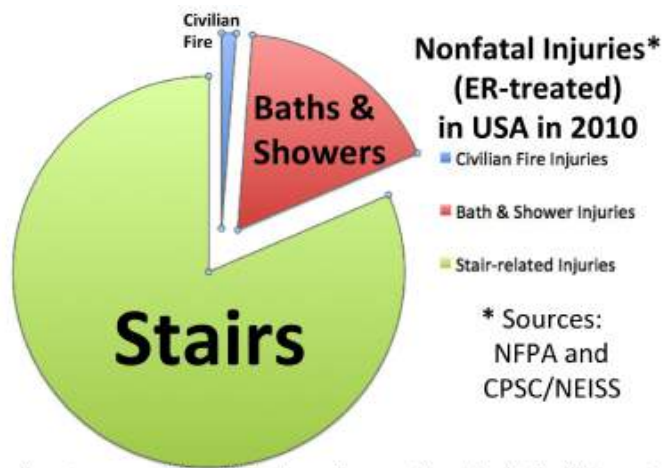 Civilian
Fire
Baths &
Showers
Nonfatal Injuries*
(ER-treated)
in USA in 2010
Civilian Fire Injuries
Bath & Shower Injuries
Stair-related Injuries
Stairs
* Sources:
NFPA and
CPSC/NEISS